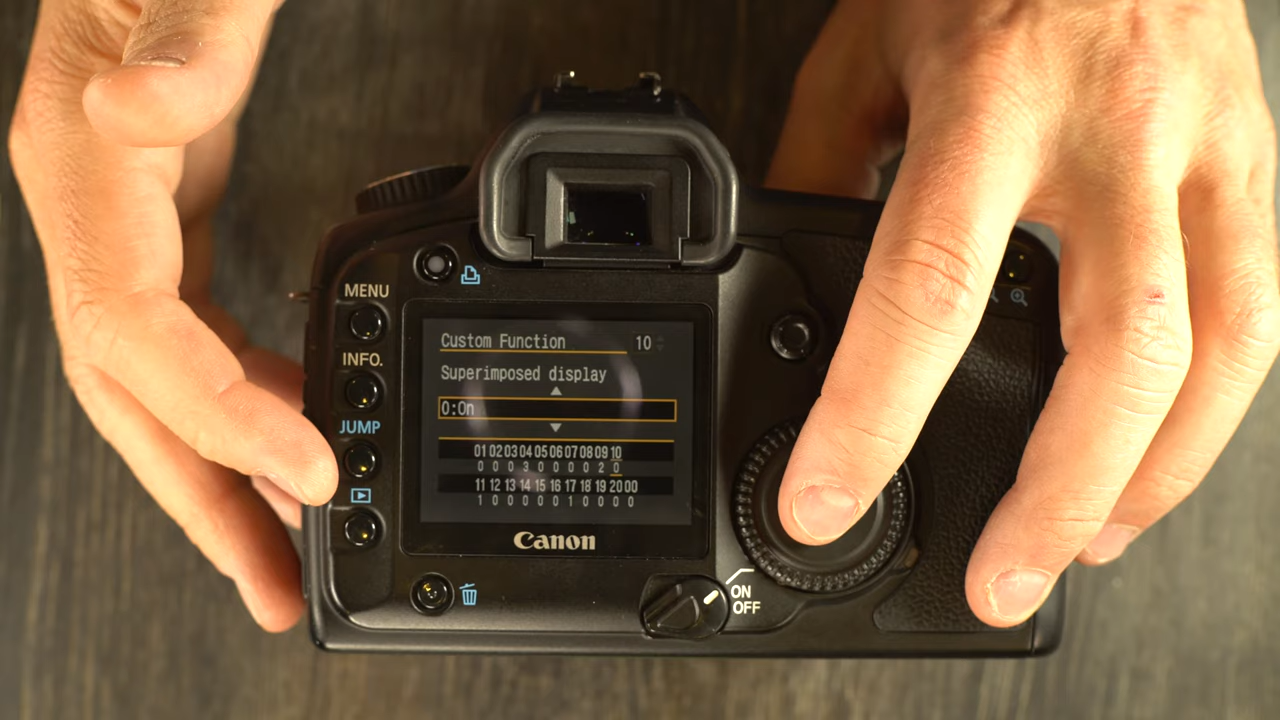 MENU
INFO.
JUMP
Custom Function 10
Superimposed display
0:On
01 02 03 04 05 06 07 08 09 10
0 0 0 3 0 0 0 0 2 0
11 12 13 14 15 16 17 18 19 20 00
1 0 0 0 0 1 0 0 0 0
Canon
ON
OFF